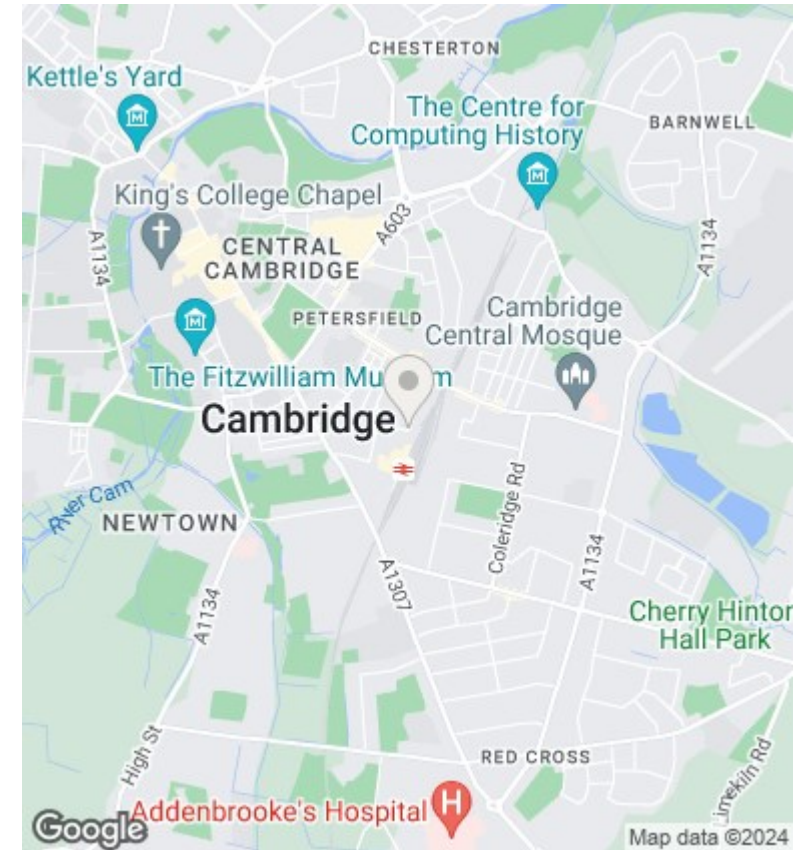 CHESTERTON
Kettle's Yard
The Centre for
Computing History
BARNWELL
King's College Chapel
A603
A1134
CENTRAL
CAMBRIDGE
A1134
PETERSFIELD
Cambridge
Central Mosque
The Fitzwilliam Mu m
Cambridge
River Cam
NEWTOWN
Coleridge Rd
A1134
A1307
A1134
Cherry Hinton
Hall Park
High St
RED CROSS
Limekiln Rd
Addenbrooke's Hospital
H
Google
Map data ©2024